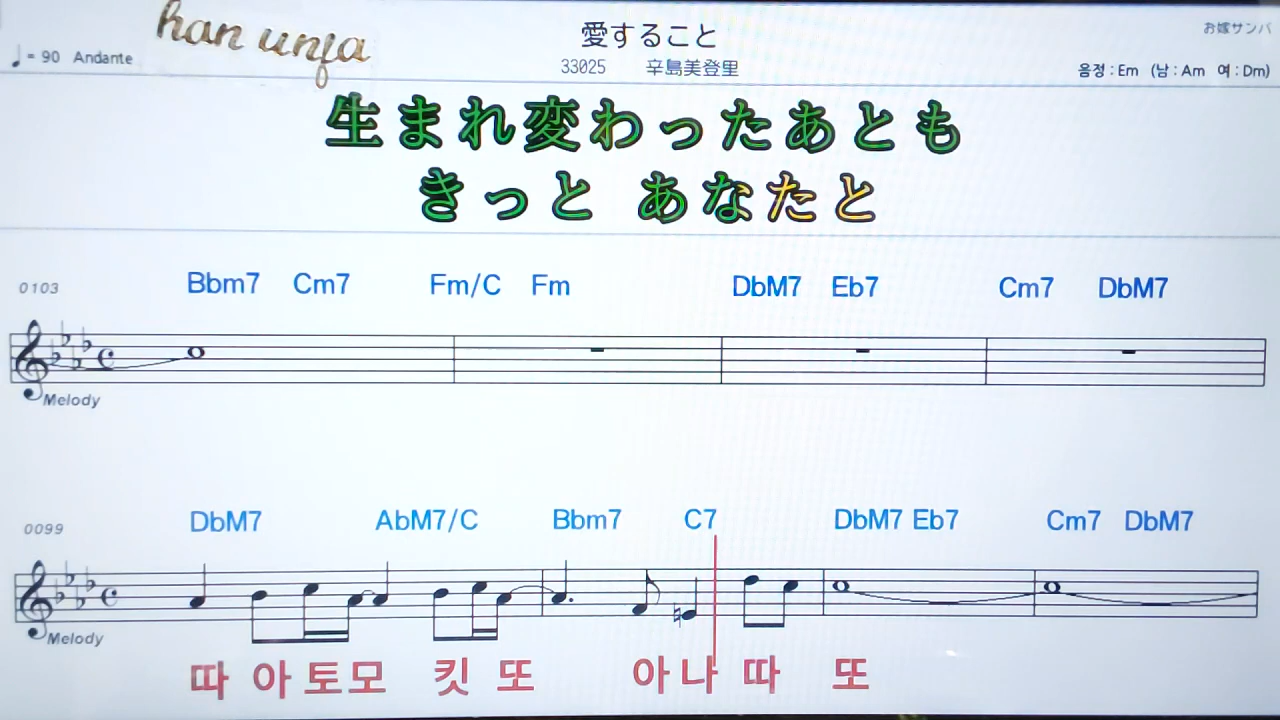 han unja
愛すること
お嫁サンバ
♩= 90 Andante
33025 辛島美登里
음정 : Em (남 : Am 여 : Dm)
生まれ変わったあとも
きっと あなたと
0103
Bbm7 Cm7 Fm/C Fm DbM7 Eb7 Cm7 DbM7
Melody
0099
DbM7 AbM7/C Bbm7 C7 DbM7 Eb7 Cm7 DbM7
Melody
따 아 토 모 킷 또 아 나 따 또